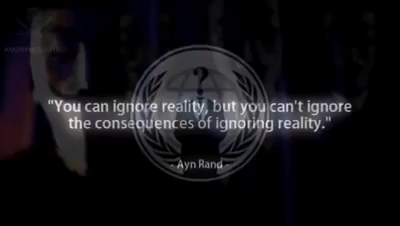 "You can ignore reality, but you can't ignore
the consequences of ignoring reality."
- Ayn Rand -